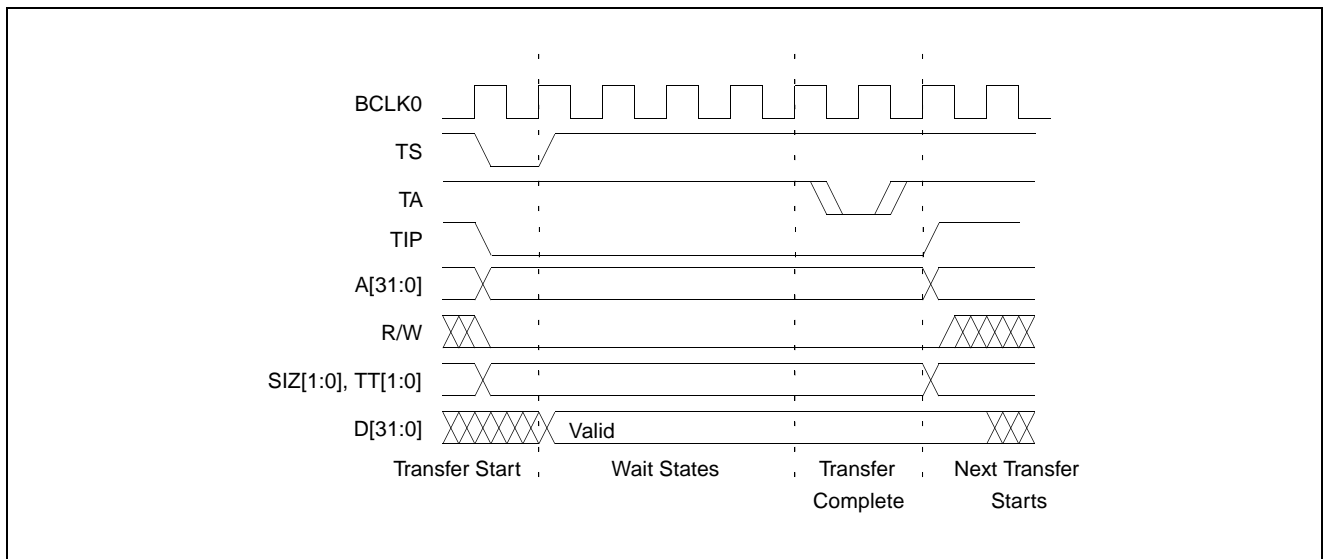 BCLK0
TS
TA
TIP
A[31:0]
R/W
SIZ[1:0], TT[1:0]
D[31:0]
Valid
Transfer Start
Wait States
Transfer
Complete
Next Transfer
Starts